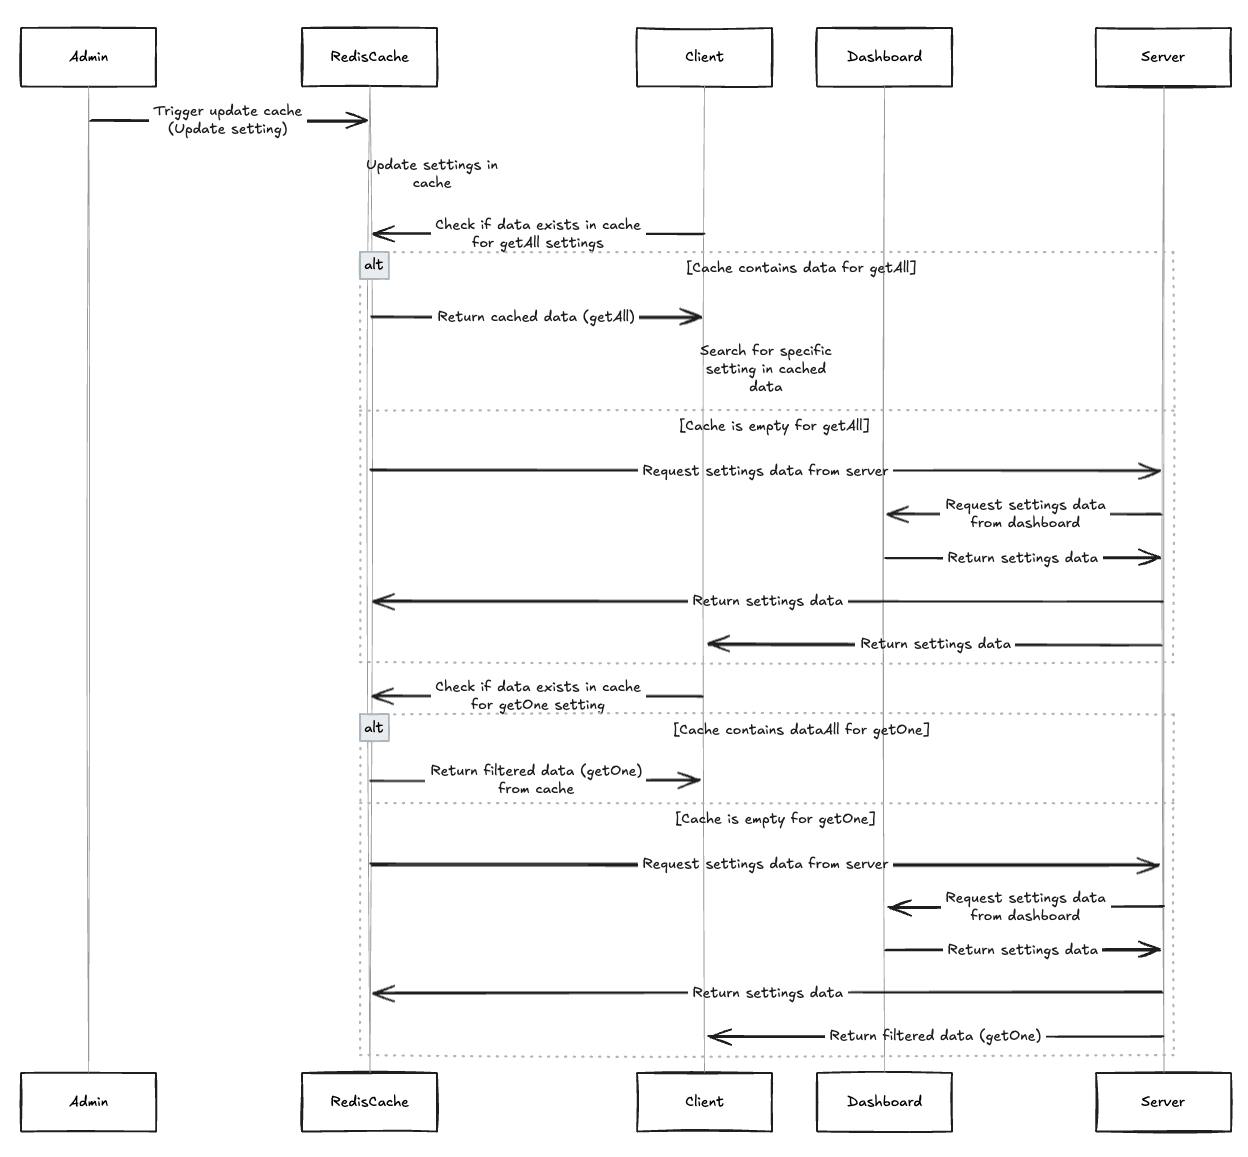 Admin
RedisCache
Client
Dashboard
Server
Trigger update cache
(Update setting)
Update settings in
cache
Check if data exists in cache
for getAll settings
alt
[Cache contains data for getAll]
Return cached data (getAll)
Search for specific
setting in cached
data
[Cache is empty for getAll]
Request settings data from server
Request settings data
from dashboard
Return settings data
Return settings data
Return settings data
Check if data exists in cache
for getOne setting
alt
[Cache contains dataAll for getOne]
Return filtered data (getOne)
from cache
[Cache is empty for getOne]
Request settings data from server
Request settings data
from dashboard
Return settings data
Return settings data
Return filtered data (getOne)
Admin
RedisCache
Client
Dashboard
Server